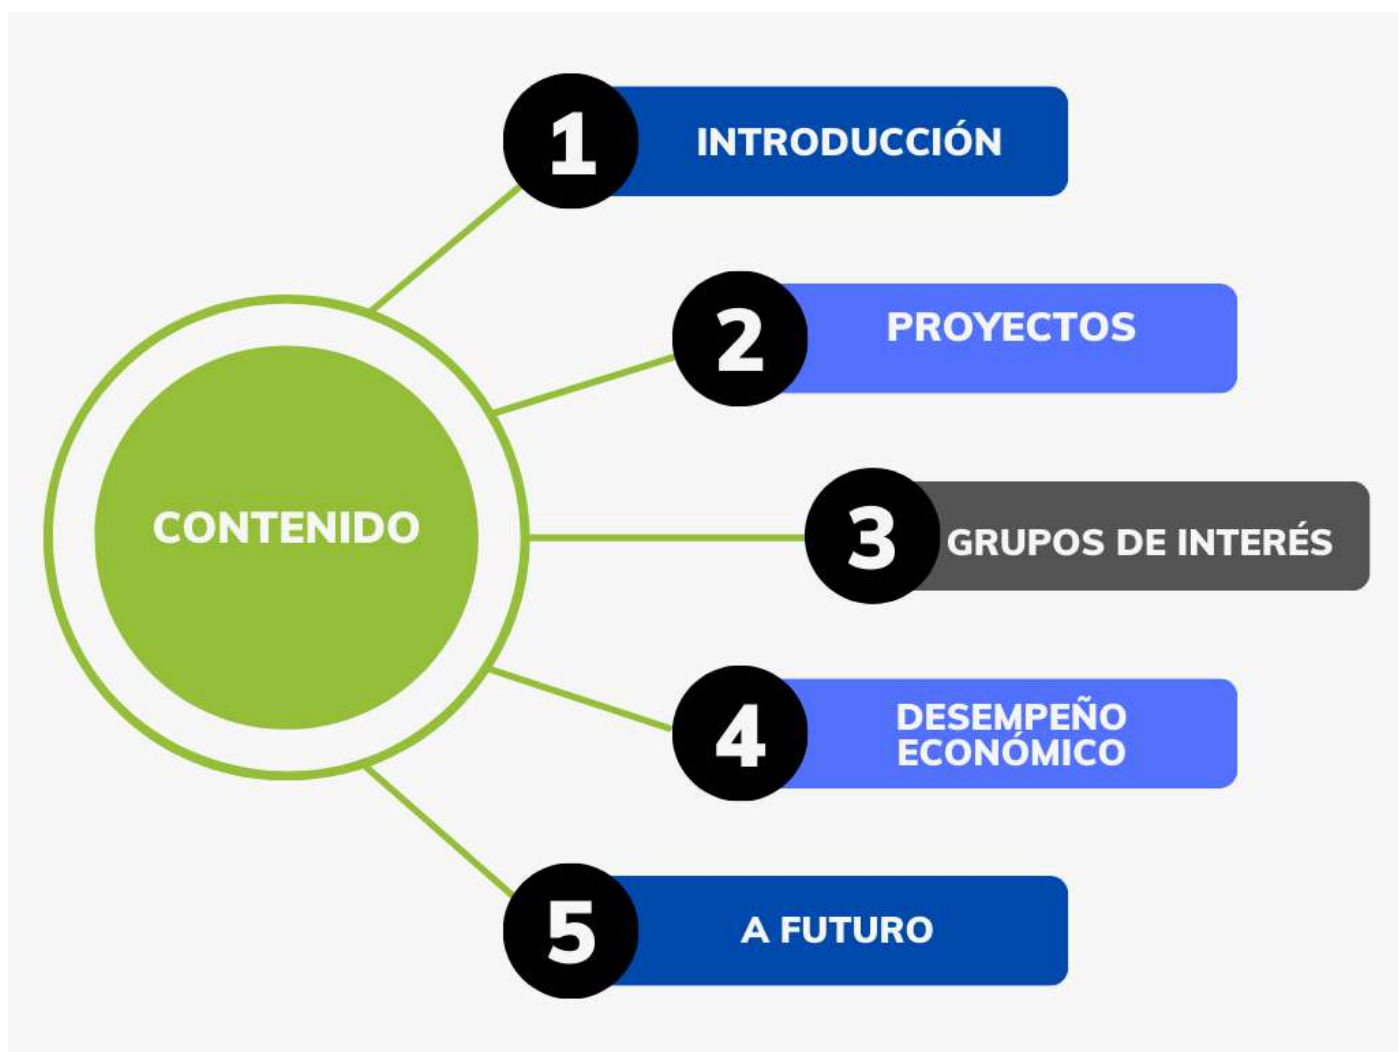 CONTENIDO
1 INTRODUCCIÓN
2 PROYECTOS
3 GRUPOS DE INTERÉS
4 DESEMPEÑO
ECONÓMICO
5 A FUTURO